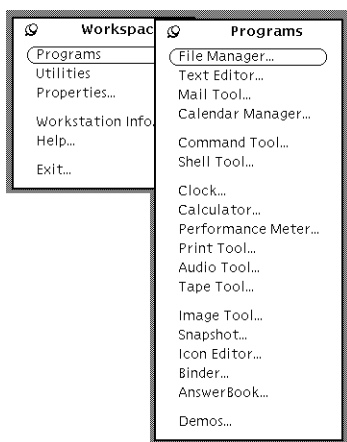 Workspac
Programs
Utilities
Properties...
Workstation Info.
Help...
Exit...
Programs
File Manager...
Text Editor...
Mail Tool...
Calendar Manager...
Command Tool...
Shell Tool...
Clock...
Calculator...
Performance Meter...
Print Tool...
Audio Tool...
Tape Tool...
Image Tool...
Snapshot...
Icon Editor...
Binder...
AnswerBook...
Demos...